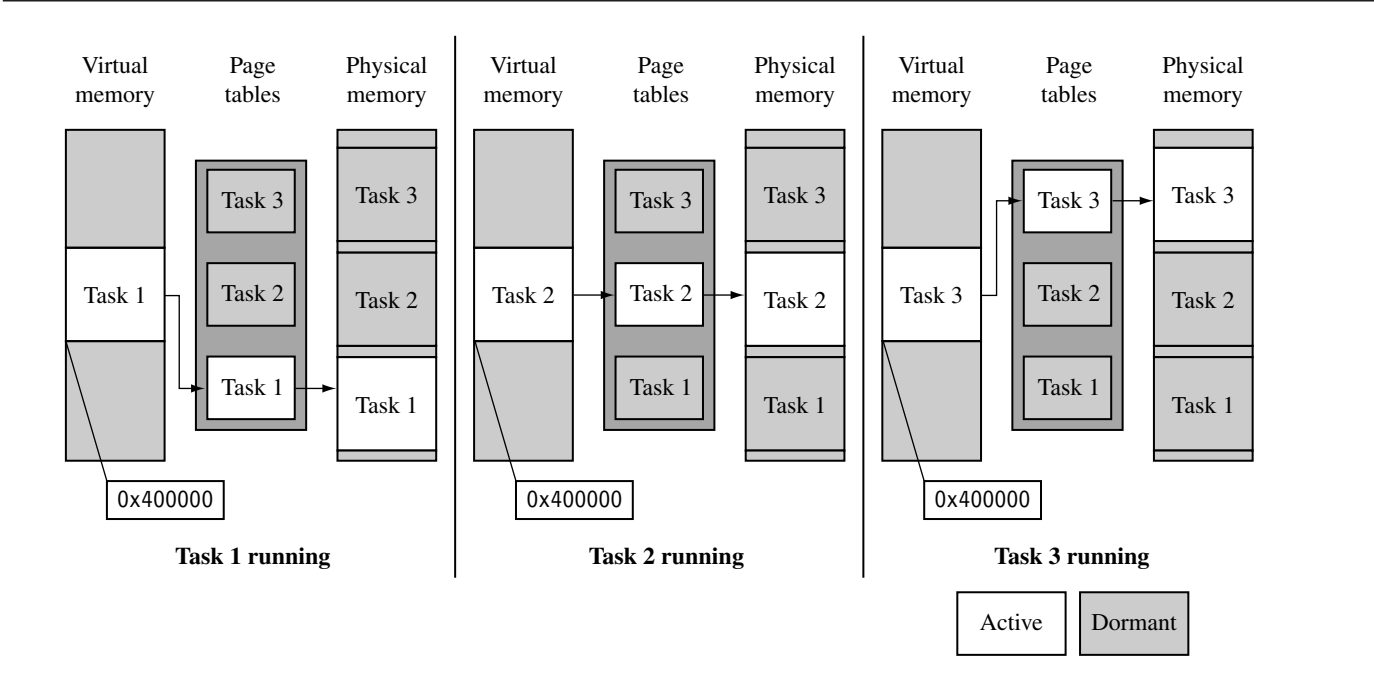 Virtual memory
Page tables
Physical memory
Task 3
Task 3
Task 1
Task 2
Task 2
Task 1
Task 1
0x400000
Task 1 running
Virtual memory
Page tables
Physical memory
Task 3
Task 3
Task 2
Task 2
Task 2
Task 1
Task 1
0x400000
Task 2 running
Virtual memory
Page tables
Physical memory
Task 3
Task 3
Task 3
Task 2
Task 2
Task 1
Task 1
0x400000
Task 3 running
Active
Dormant